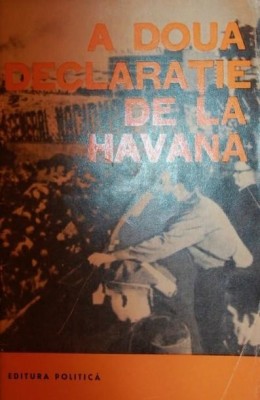 A DOUA
DECLARAȚIE
DE LA
HAVANA
EDITURA POLITICĂ